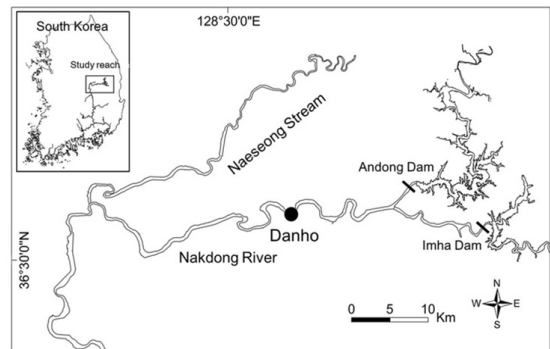 128°30'0"E
South Korea
Study reach
Naeseong Stream
Andong Dam
Danho
Imha Dam
Nakdong River
36°30'0"N
N
W E
S
0 5 10
Km